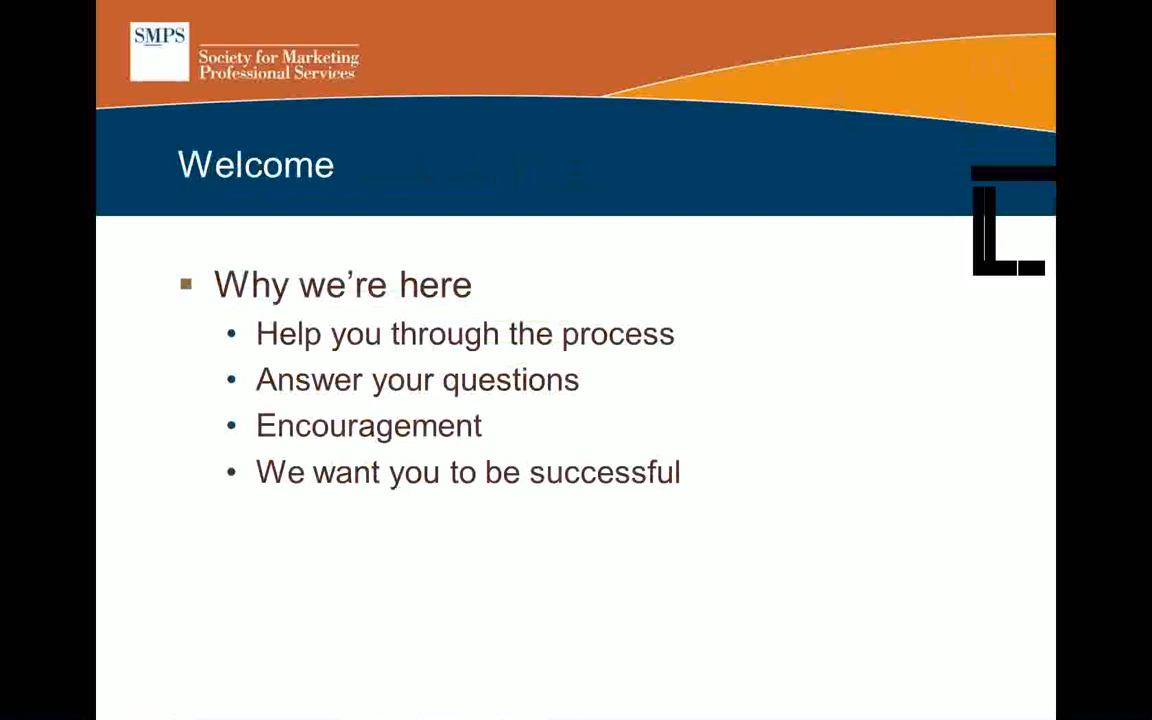 SMPS
Society for Marketing
Professional Services
Welcome
Why we’re here
Help you through the process
Answer your questions
Encouragement
We want you to be successful